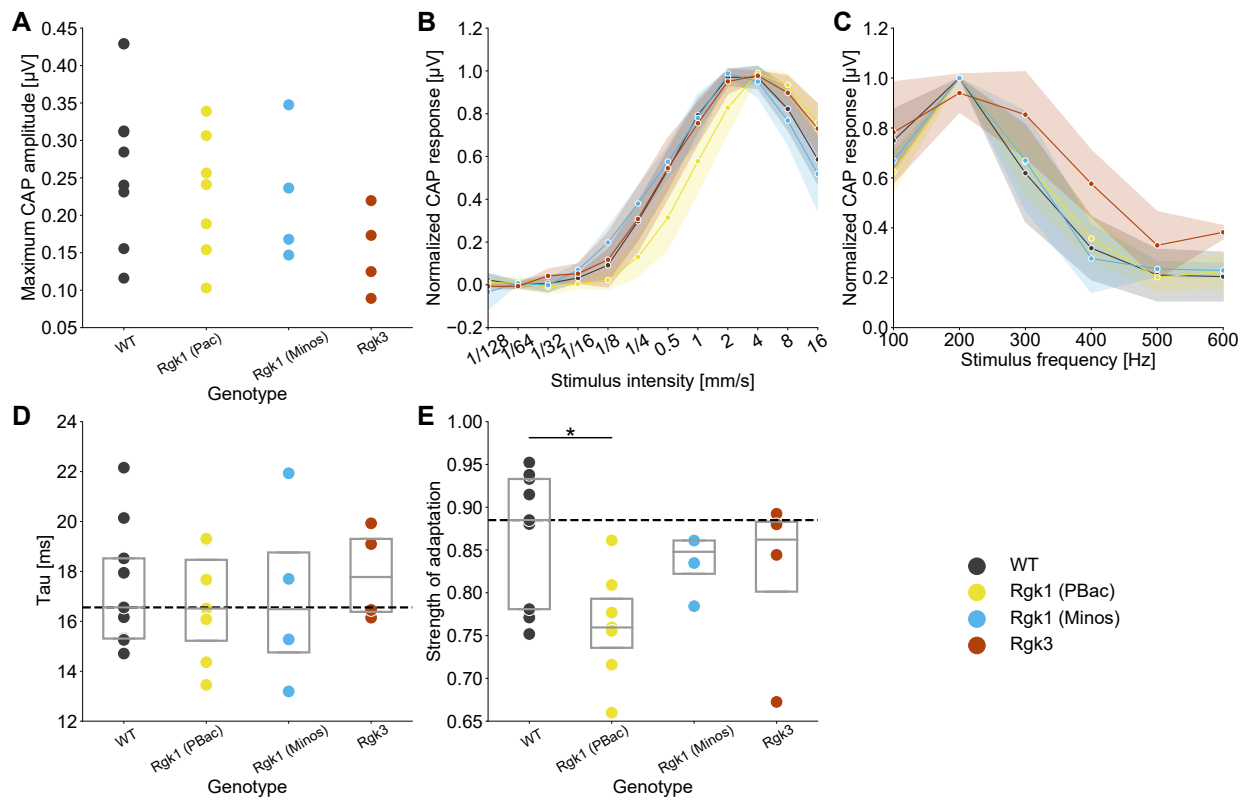 A
Maximum CAP amplitude [µV]
0.45
0.40
0.35
0.30
0.25
0.20
0.15
0.10
0.05
WT
Rgk1 (Pac)
Rgk1 (Minos)
Rgk3
Genotype
B
Normalized CAP response [µV]
1.2
1.0
0.8
0.6
0.4
0.2
0.0
−0.2
1/128
1/64
1/32
1/16
1/8
1/4
0.5
1
2
4
8
16
Stimulus intensity [mm/s]
C
Normalized CAP response [µV]
1.2
1.0
0.8
0.6
0.4
0.2
0.0
100
200
300
400
500
600
Stimulus frequency [Hz]
D
Tau [ms]
24
22
20
18
16
14
12
WT
Rgk1 (PBac)
Rgk1 (Minos)
Rgk3
Genotype
E
Strength of adaptation
1.00
0.95
0.90
0.85
0.80
0.75
0.70
0.65
*
WT
Rgk1 (PBac)
Rgk1 (Minos)
Rgk3
Genotype
WT
Rgk1 (PBac)
Rgk1 (Minos)
Rgk3